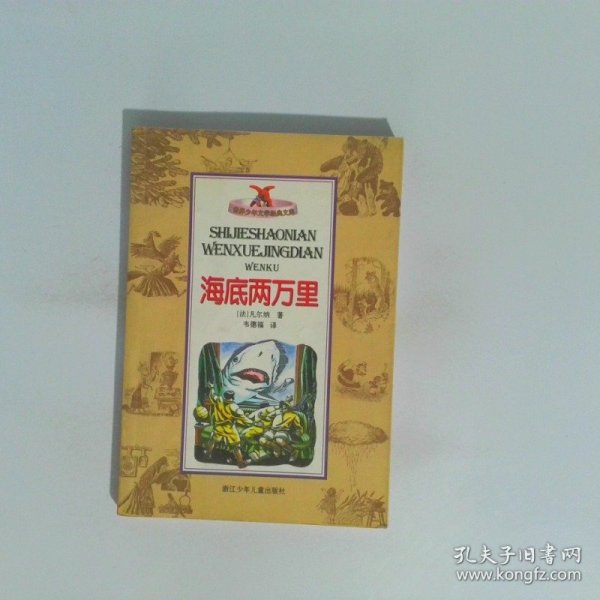 世界少年文学经典文库
SHIJIESHAONIAN
WENXUEJINGDIAN
WENKU
海底两万里
[法]凡尔纳 著
韦德福 译
浙江少年儿童出版社
孔夫子旧书网
www.kongfz.com